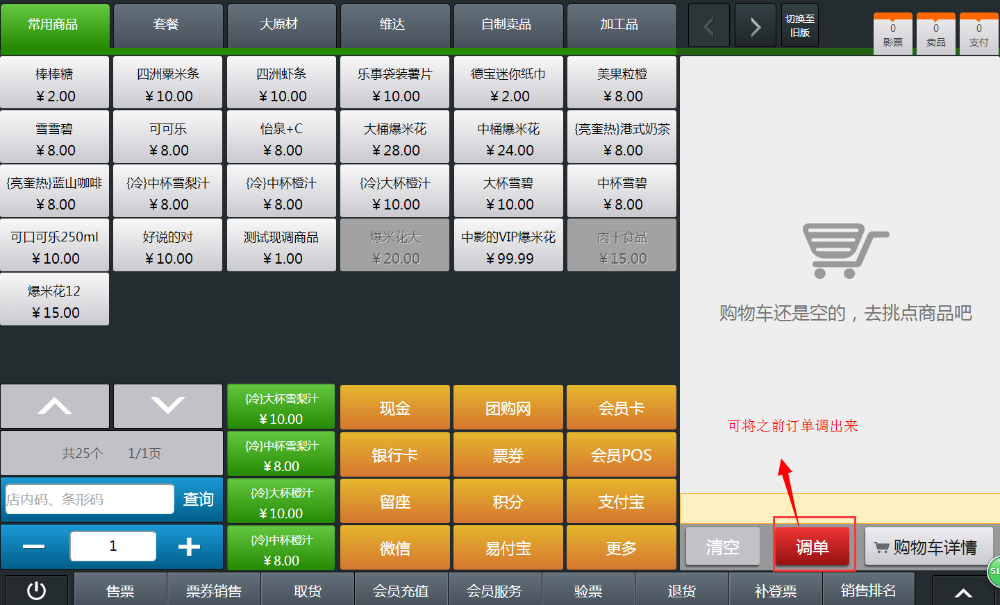 常用商品
套餐
大原材
维达
自制卖品
加工品
切换至
旧版
0
影票
0
卖品
0
支付
棒棒糖
¥2.00
四洲粟米条
¥10.00
四洲虾条
¥10.00
乐事袋装薯片
¥10.00
德宝迷你纸巾
¥2.00
美果粒橙
¥8.00
雪雪碧
¥8.00
可可乐
¥8.00
怡泉+C
¥8.00
大桶爆米花
¥28.00
中桶爆米花
¥24.00
{亮奎热}港式奶茶
¥8.00
{亮奎热}蓝山咖啡
¥8.00
{冷}中杯雪梨汁
¥8.00
{冷}中杯橙汁
¥8.00
{冷}大杯橙汁
¥10.00
大杯雪碧
¥10.00
中杯雪碧
¥8.00
可口可乐250ml
¥10.00
好说的对
¥10.00
测试现调商品
¥1.00
爆米花大
¥20.00
中影的VIP爆米花
¥99.99
肉干食品
¥15.00
爆米花12
¥15.00
购物车还是空的，去挑点商品吧
{冷}大杯雪梨汁
¥10.00
现金
团购网
会员卡
可将之前订单调出来
共25个 1/1页
{冷}中杯雪梨汁
¥8.00
银行卡
票券
会员POS
店内码、条形码
查询
{冷}大杯橙汁
¥10.00
留座
积分
支付宝
1
{冷}中杯橙汁
¥8.00
微信
易付宝
更多
清空
调单
购物车详情
51
售票
票券销售
取货
会员充值
会员服务
验票
退货
补登票
销售排名